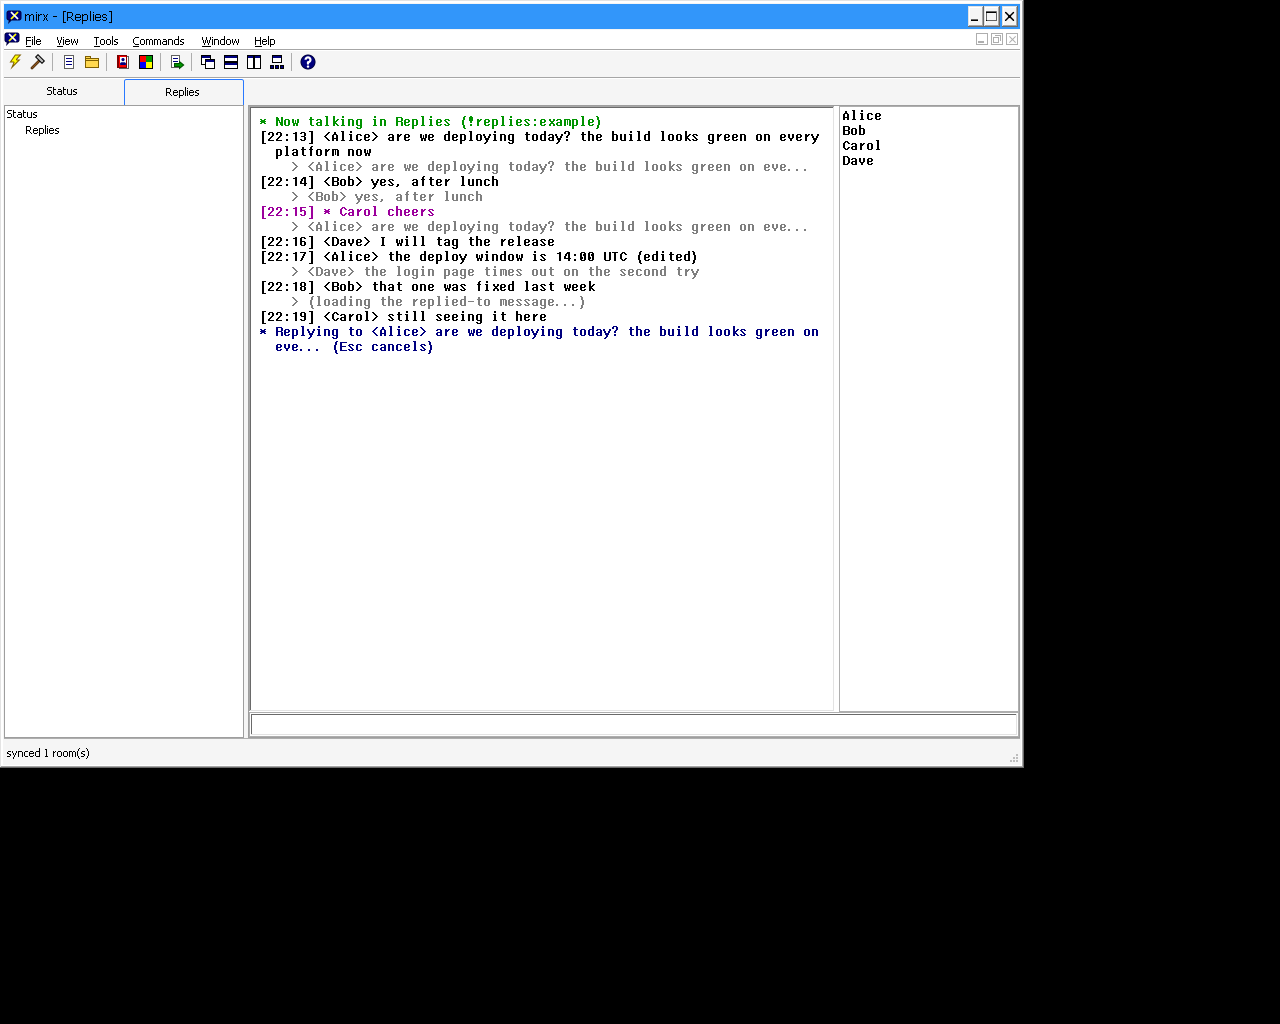 mirx - [Replies]
File View Tools Commands Window Help
Status Replies
Status
Replies
* Now talking in Replies (!replies:example)
[22:13] <Alice> are we deploying today? the build looks green on every
platform now
> <Alice> are we deploying today? the build looks green on eve...
[22:14] <Bob> yes, after lunch
> <Bob> yes, after lunch
[22:15] * Carol cheers
> <Alice> are we deploying today? the build looks green on eve...
[22:16] <Dave> I will tag the release
[22:17] <Alice> the deploy window is 14:00 UTC (edited)
> <Dave> the login page times out on the second try
[22:18] <Bob> that one was fixed last week
> (loading the replied-to message...)
[22:19] <Carol> still seeing it here
* Replying to <Alice> are we deploying today? the build looks green on
eve... (Esc cancels)
Alice
Bob
Carol
Dave
synced 1 room(s)